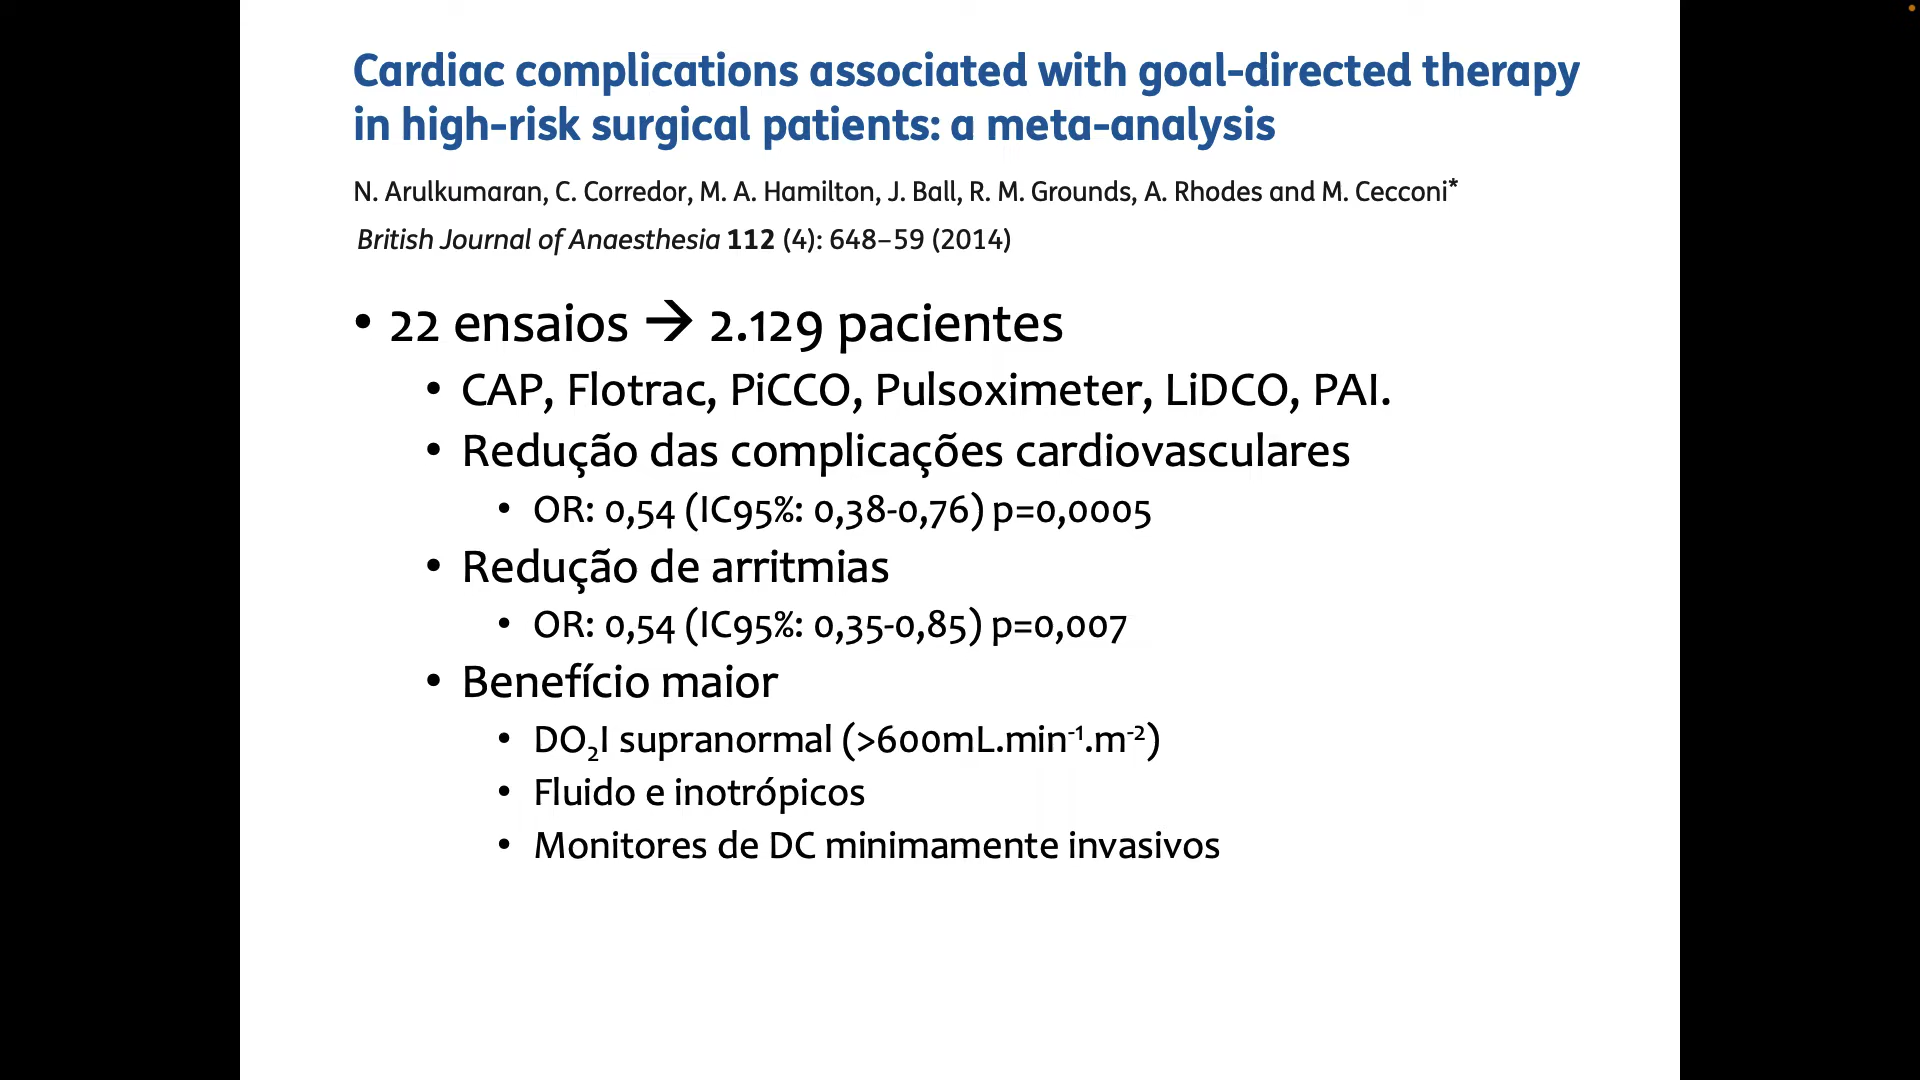 Cardiac complications associated with goal-directed therapy
in high-risk surgical patients: a meta-analysis
N. Arulkumaran, C. Corredor, M. A. Hamilton, J. Ball, R. M. Grounds, A. Rhodes and M. Cecconi*
British Journal of Anaesthesia 112 (4): 648–59 (2014)
• 22 ensaios → 2.129 pacientes
• CAP, Flotrac, PiCCO, Pulsoximeter, LiDCO, PAI.
• Redução das complicações cardiovasculares
• OR: 0,54 (IC95%: 0,38-0,76) p=0,0005
• Redução de arritmias
• OR: 0,54 (IC95%: 0,35-0,85) p=0,007
• Benefício maior
• DO₂I supranormal (>600mL.min⁻¹.m⁻²)
• Fluido e inotrópicos
• Monitores de DC minimamente invasivos